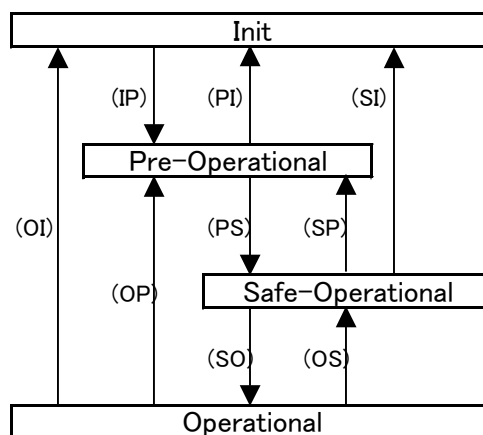 Init
(IP)
(PI)
(SI)
Pre-Operational
(OI)
(PS)
(SP)
(OP)
Safe-Operational
(SO)
(OS)
Operational